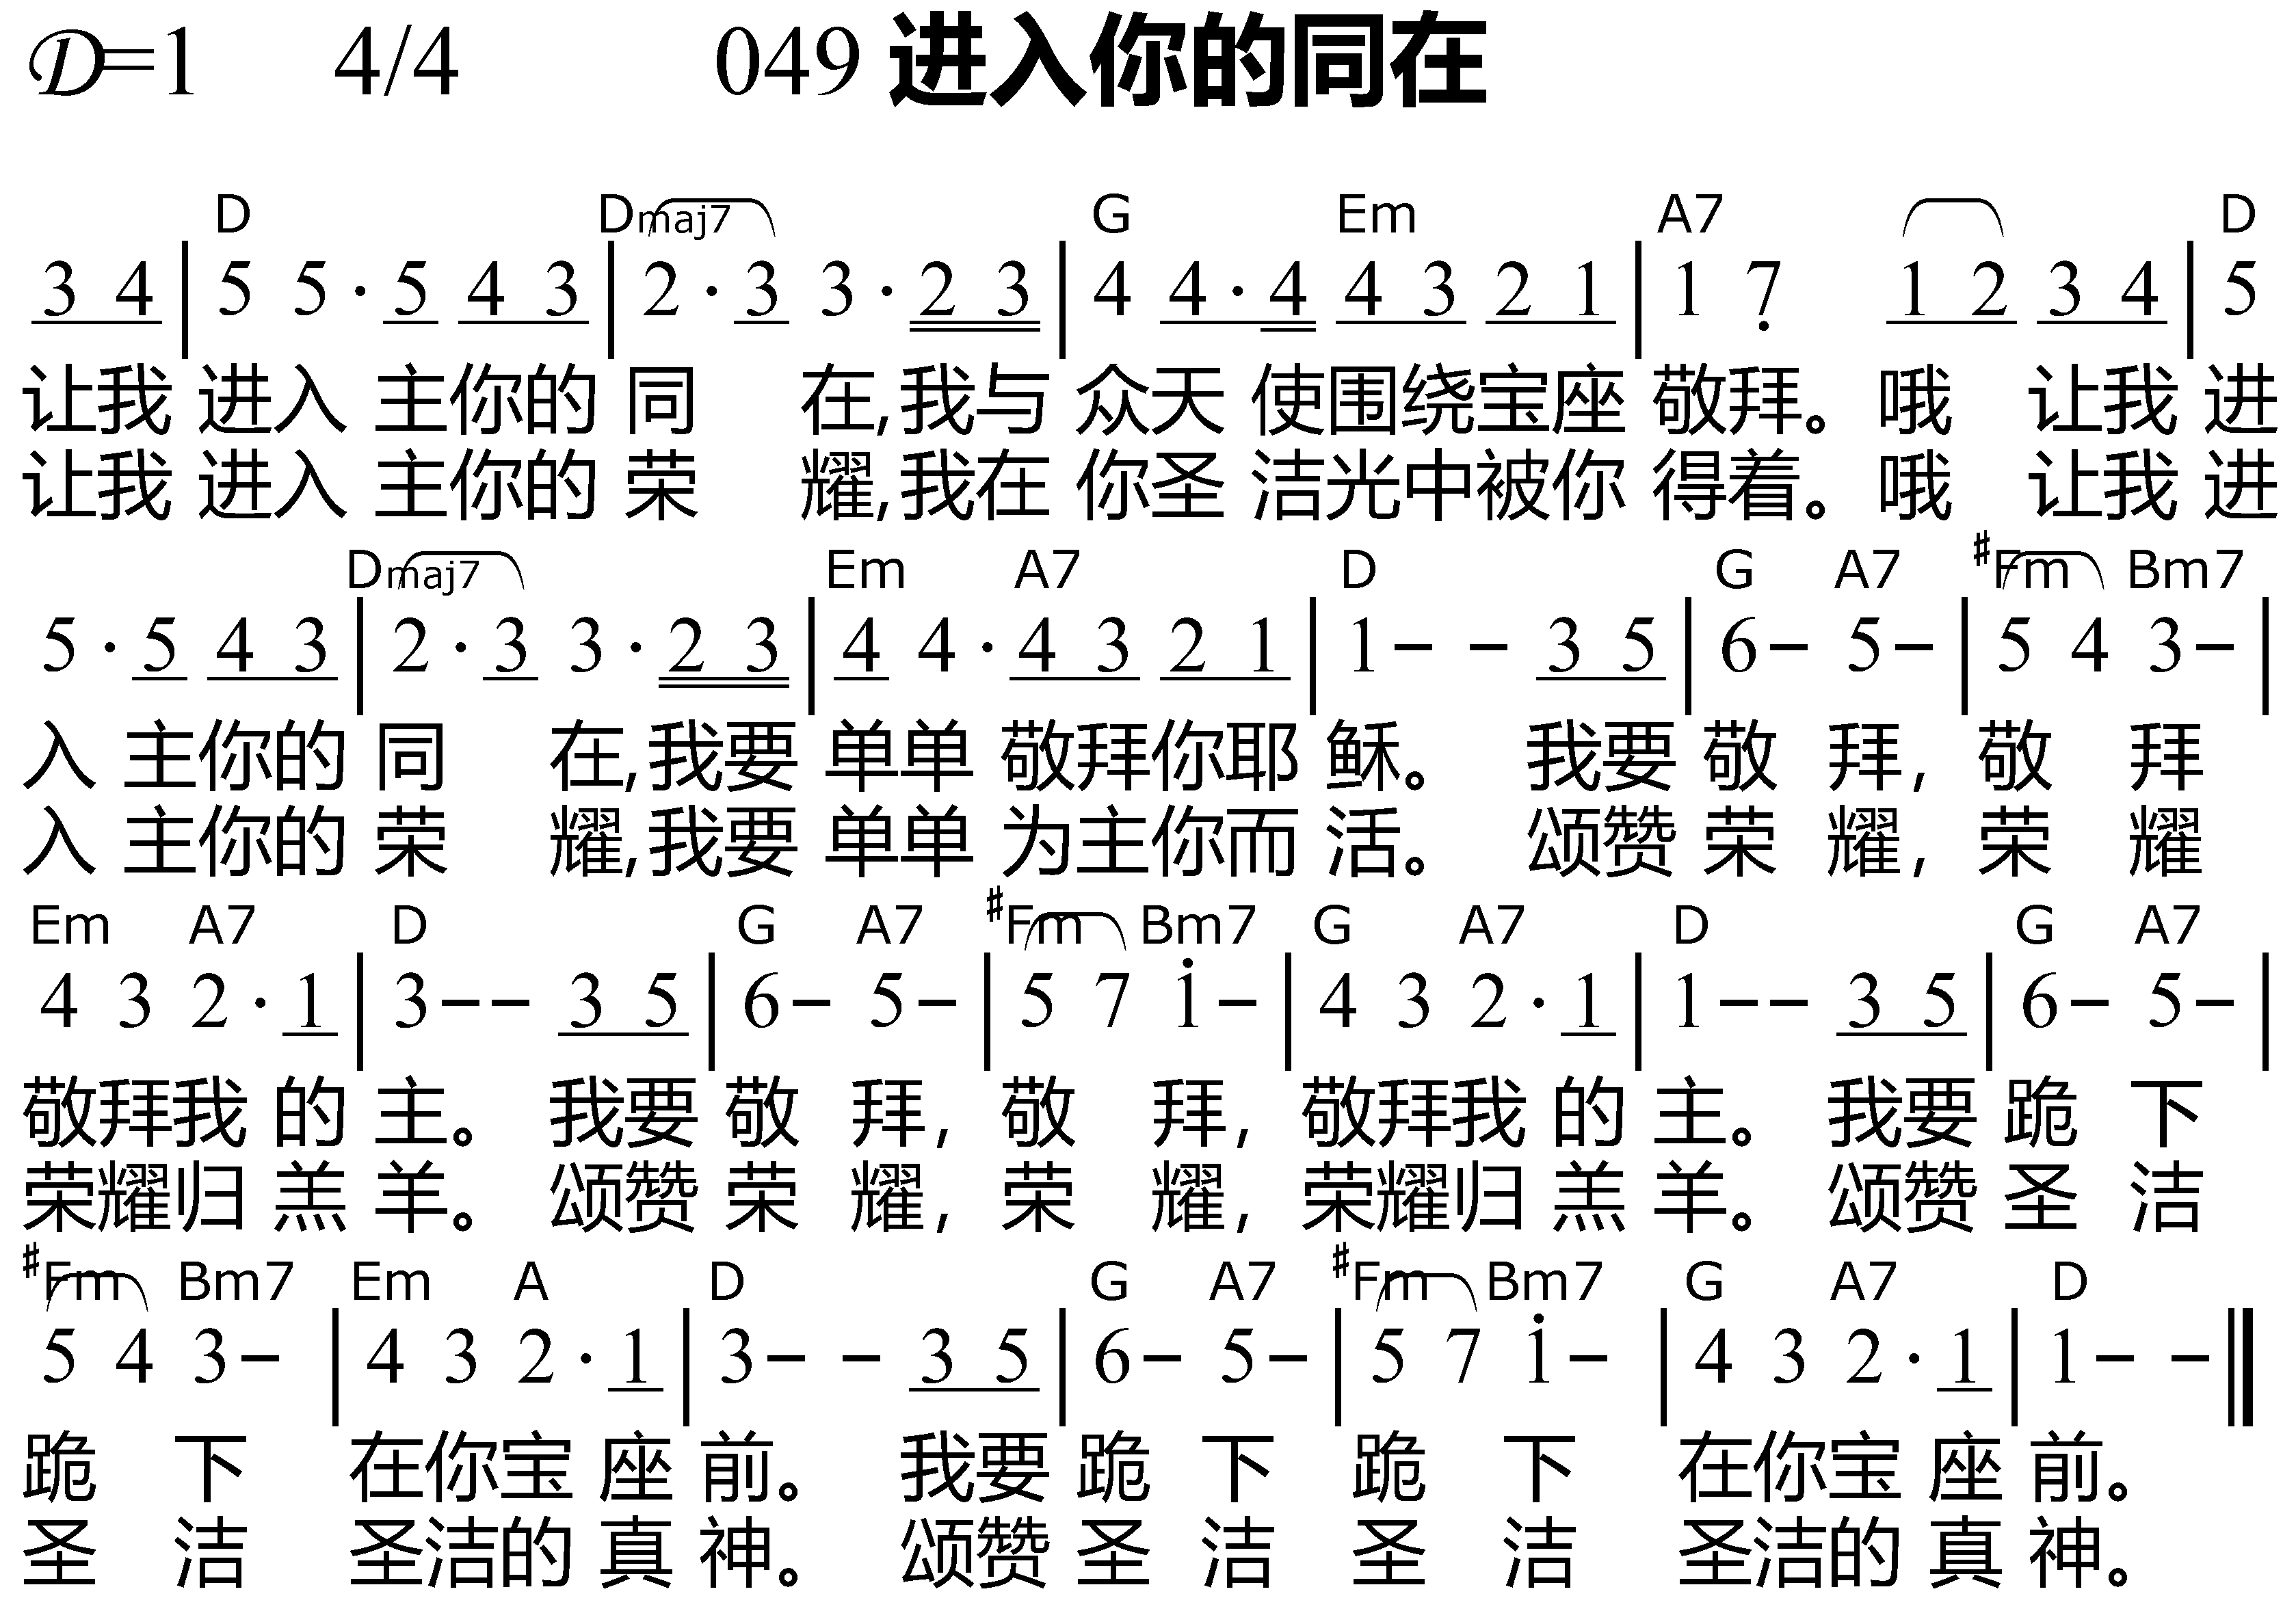 D=1 4/4 049 进入你的同在
D Dmaj7 G Em A7 D
3 4 | 5 5 · 5 4 3 | 2 · 3 3 · 2 3 | 4 4 · 4 4 3 2 1 | 1 7̣ 1 2 3 4 | 5
让我 进入 主你的 同 在,我与 众天 使围绕宝座 敬拜。哦 让我 进
让我 进入 主你的 荣 耀,我在 你圣 洁光中被你 得着。哦 让我 进
Dmaj7 Em A7 D G A7 #Fm Bm7
5 · 5 4 3 | 2 · 3 3 · 2 3 | 4 4 · 4 3 2 1 | 1 – – 3 5 | 6 – 5 – | 5 4 3 – |
入 主你的 同 在,我要 单单 敬拜你耶 稣。 我要 敬 拜, 敬 拜
入 主你的 荣 耀,我要 单单 为主你而 活。 颂赞 荣 耀, 荣 耀
Em A7 D G A7 #Fm Bm7 G A7 D G A7
4 3 2 · 1 | 3 – – 3 5 | 6 – 5 – | 5 7 1̇ – | 4 3 2 · 1 | 1 – – 3 5 | 6 – 5 – |
敬拜我 的 主。 我要 敬 拜, 敬 拜, 敬拜我 的 主。 我要 跪 下
荣耀归 羔 羊。 颂赞 荣 耀, 荣 耀, 荣耀归 羔 羊。 颂赞 圣 洁
#Fm Bm7 Em A D G A7 #Fm Bm7 G A7 D
5 4 3 – | 4 3 2 · 1 | 3 – – 3 5 | 6 – 5 – | 5 7 1̇ – | 4 3 2 · 1 | 1 – – ||
跪 下 在你宝 座 前。 我要 跪 下 跪 下 在你宝 座 前。
圣 洁 圣洁的 真 神。 颂赞 圣 洁 圣 洁 圣洁的 真 神。